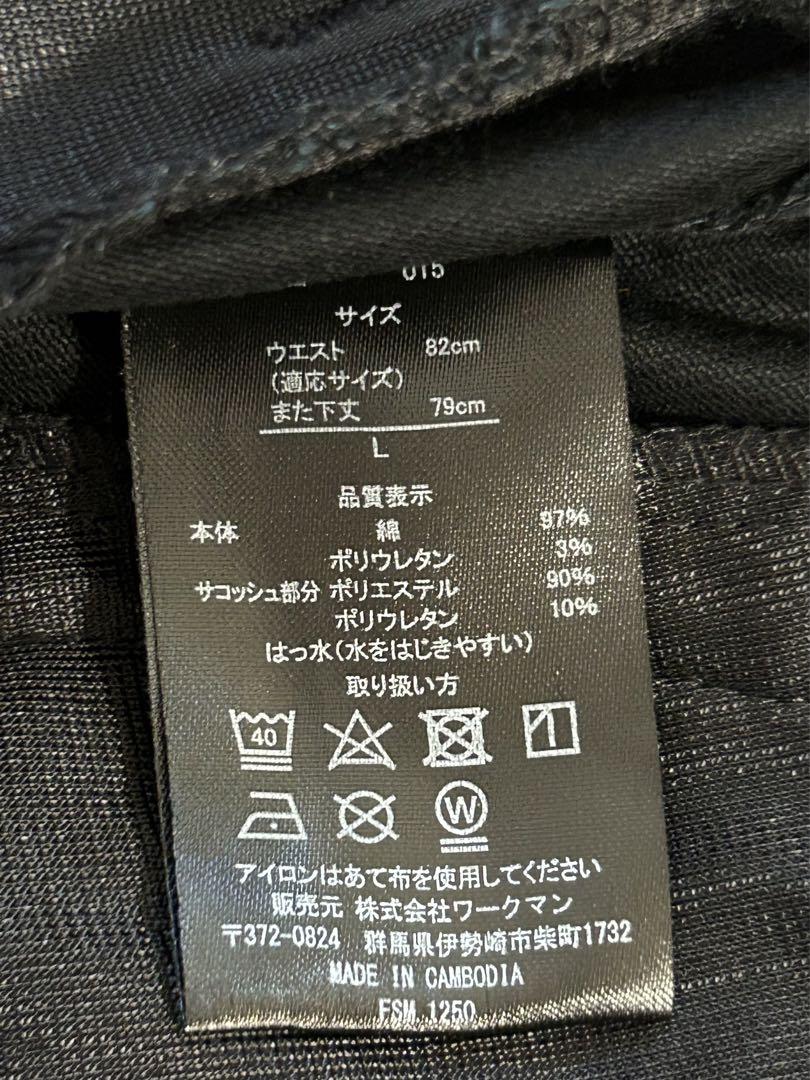 015
サイズ
ウエスト 82cm
(適応サイズ)
また下丈 79cm
L
品質表示
本体 綿 97%
ポリウレタン 3%
サコッシュ部分 ポリエステル 90%
ポリウレタン 10%
はっ水(水をはじきやすい)
取り扱い方
40
W
アイロンはあて布を使用してください
販売元 株式会社ワークマン
〒372-0824 群馬県伊勢崎市柴町1732
MADE IN CAMBODIA
FSM 1250